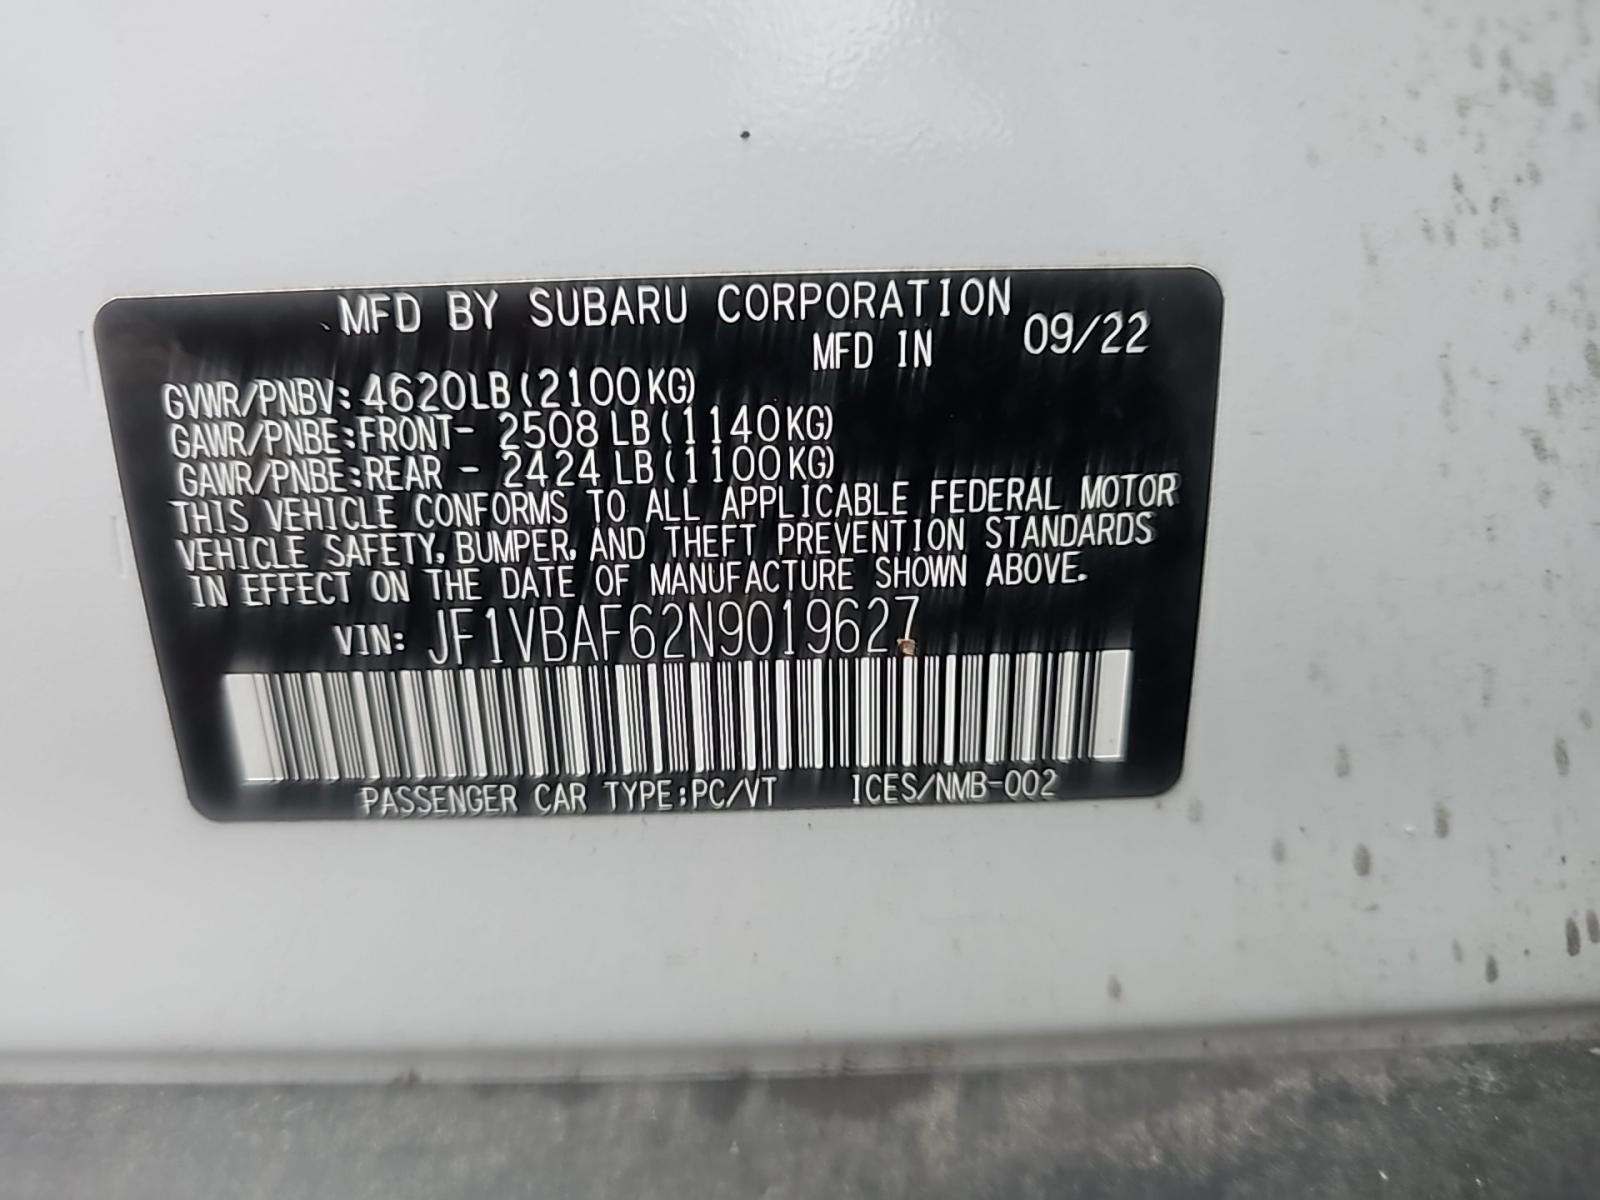 MFD BY SUBARU CORPORATION
MFD IN 09/22
GVWR/PNBV: 4620LB(2100KG)
GAWR/PNBE:FRONT- 2508 LB(1140KG)
GAWR/PNBE:REAR - 2424 LB(1100KG)
THIS VEHICLE CONFORMS TO ALL APPLICABLE FEDERAL MOTOR
VEHICLE SAFETY, BUMPER, AND THEFT PREVENTION STANDARDS
IN EFFECT ON THE DATE OF MANUFACTURE SHOWN ABOVE.
VIN: JF1VBAF62N9019627
PASSENGER CAR TYPE:PC/VT ICES/NMB-002